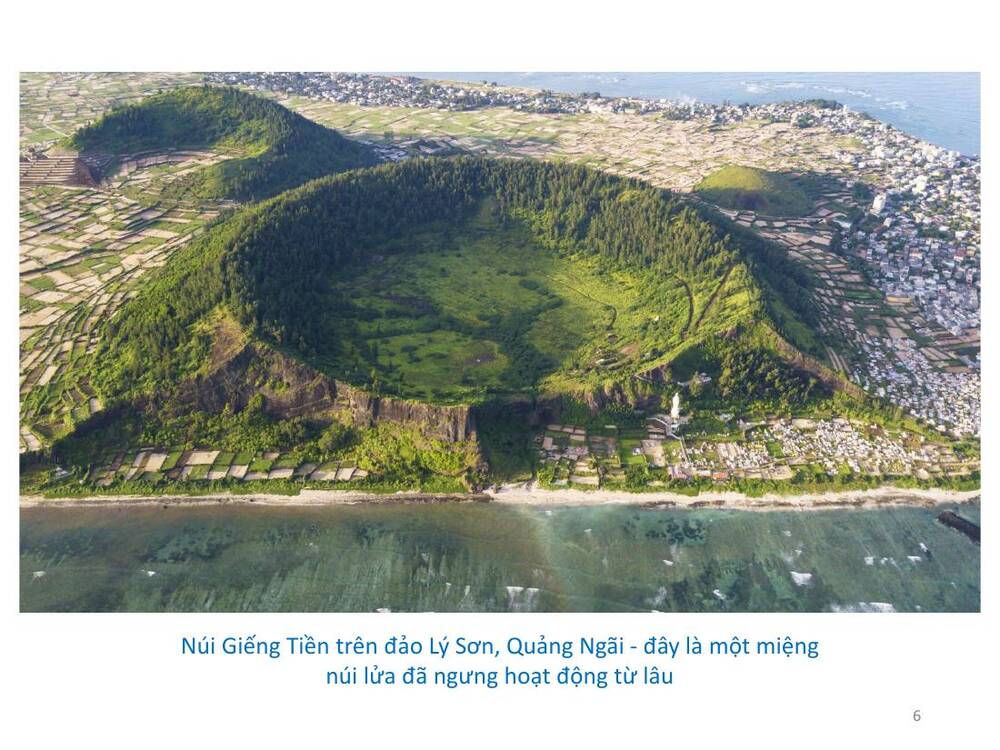 Núi Giếng Tiền trên đảo Lý Sơn, Quảng Ngãi - đây là một miệng
núi lửa đã ngưng hoạt động từ lâu
6